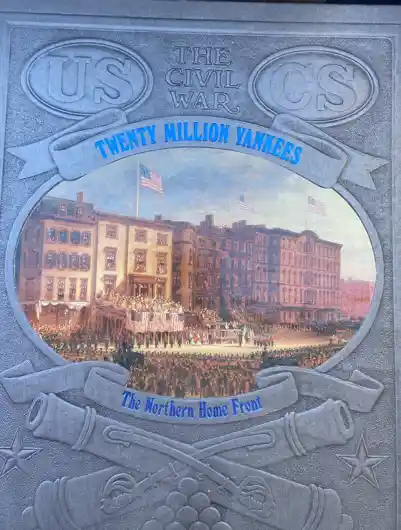 US
THE
CIVIL
WAR
CS
TWENTY MILLION YANKEES
The Northern Home Front